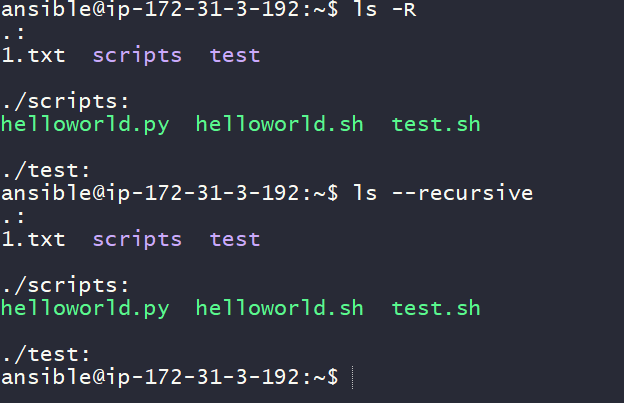 ansible@ip-172-31-3-192:~$ ls -R
.:
1.txt  scripts  test
./scripts:
helloworld.py  helloworld.sh  test.sh
./test:
ansible@ip-172-31-3-192:~$ ls --recursive
.:
1.txt  scripts  test
./scripts:
helloworld.py  helloworld.sh  test.sh
./test:
ansible@ip-172-31-3-192:~$